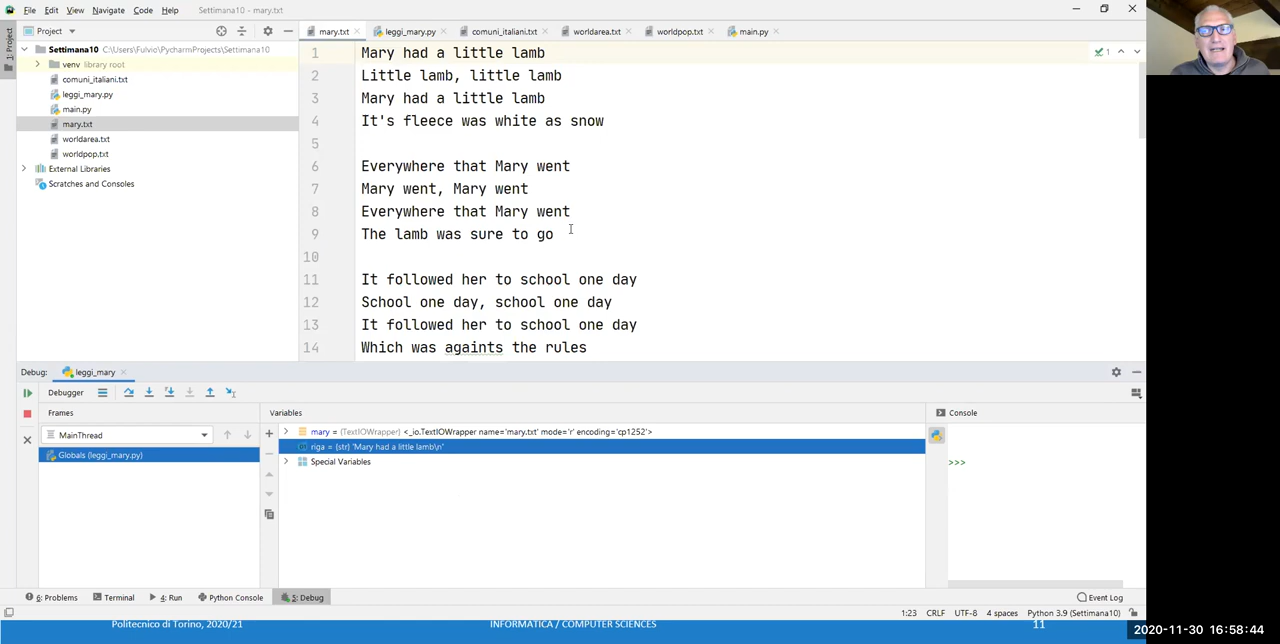 File Edit View Navigate Code Help Settimana10 - mary.txt
1: Project
Project
mary.txt leggi_mary.py comuni_italiani.txt worldarea.txt worldpop.txt main.py
Settimana10 C:\Users\Fulvio\PycharmProjects\Settimana10
venv library root
comuni_italiani.txt
leggi_mary.py
main.py
mary.txt
worldarea.txt
worldpop.txt
External Libraries
Scratches and Consoles
1 Mary had a little lamb
2 Little lamb, little lamb
3 Mary had a little lamb
4 It's fleece was white as snow
5
6 Everywhere that Mary went
7 Mary went, Mary went
8 Everywhere that Mary went
9 The lamb was sure to go
10
11 It followed her to school one day
12 School one day, school one day
13 It followed her to school one day
14 Which was againts the rules
1
Debug: leggi_mary
Debugger
Frames
MainThread
Globals (leggi_mary.py)
Variables
mary = {TextIOWrapper} <_io.TextIOWrapper name='mary.txt' mode='r' encoding='cp1252'>
riga = {str} 'Mary had a little lamb\n'
Special Variables
Console
>>>
6: Problems Terminal 4: Run Python Console 5: Debug Event Log
1:23 CRLF UTF-8 4 spaces Python 3.9 (Settimana10)
Politecnico di Torino, 2020/21 INFORMATICA / COMPUTER SCIENCES 11
2020-11-30 16:58:44